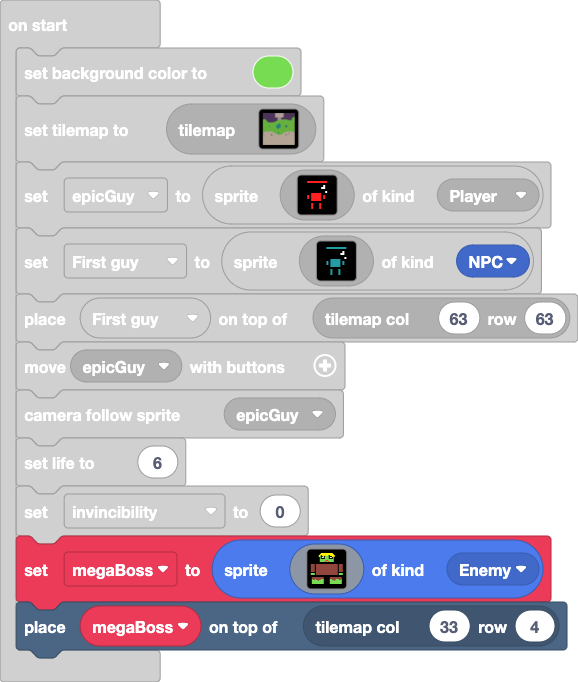 on start
set background color to
set tilemap to tilemap
set epicGuy to sprite of kind Player
set First guy to sprite of kind NPC
place First guy on top of tilemap col 63 row 63
move epicGuy with buttons
camera follow sprite epicGuy
set life to 6
set invincibility to 0
set megaBoss to sprite of kind Enemy
place megaBoss on top of tilemap col 33 row 4